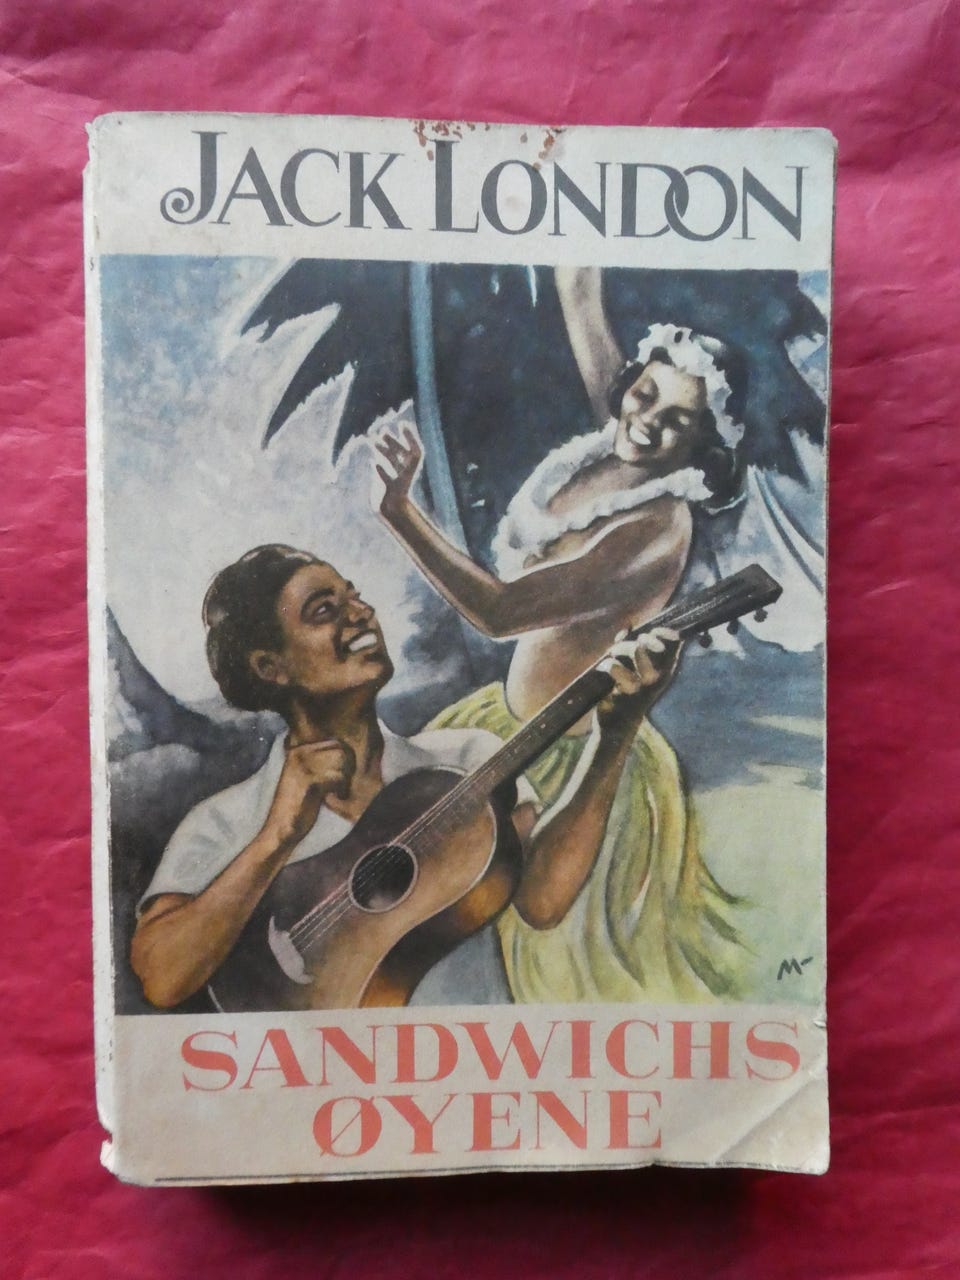 JACK LONDON
M-
SANDWICHS
ØYENE